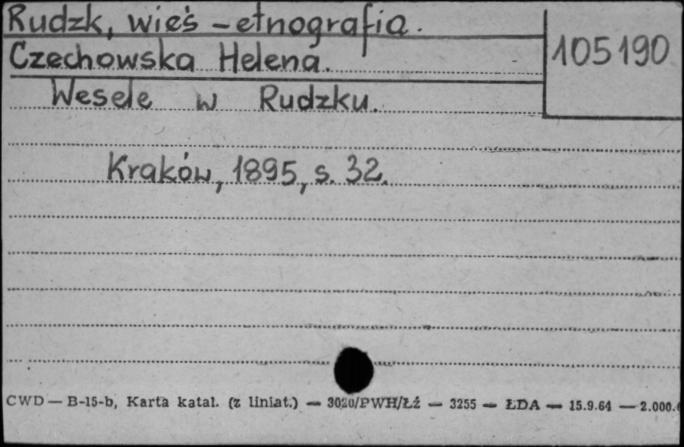 Rudzk, wieś - etnografia.
105190
Czechowska Helena.
Wesele w Rudzku.
Kraków, 1895, s. 32.
CWD — B-15-b, Karta katal. (z liniat.) — 3020/PWH/Łż — 3255 — ŁDA — 15.9.64 — 2.000.